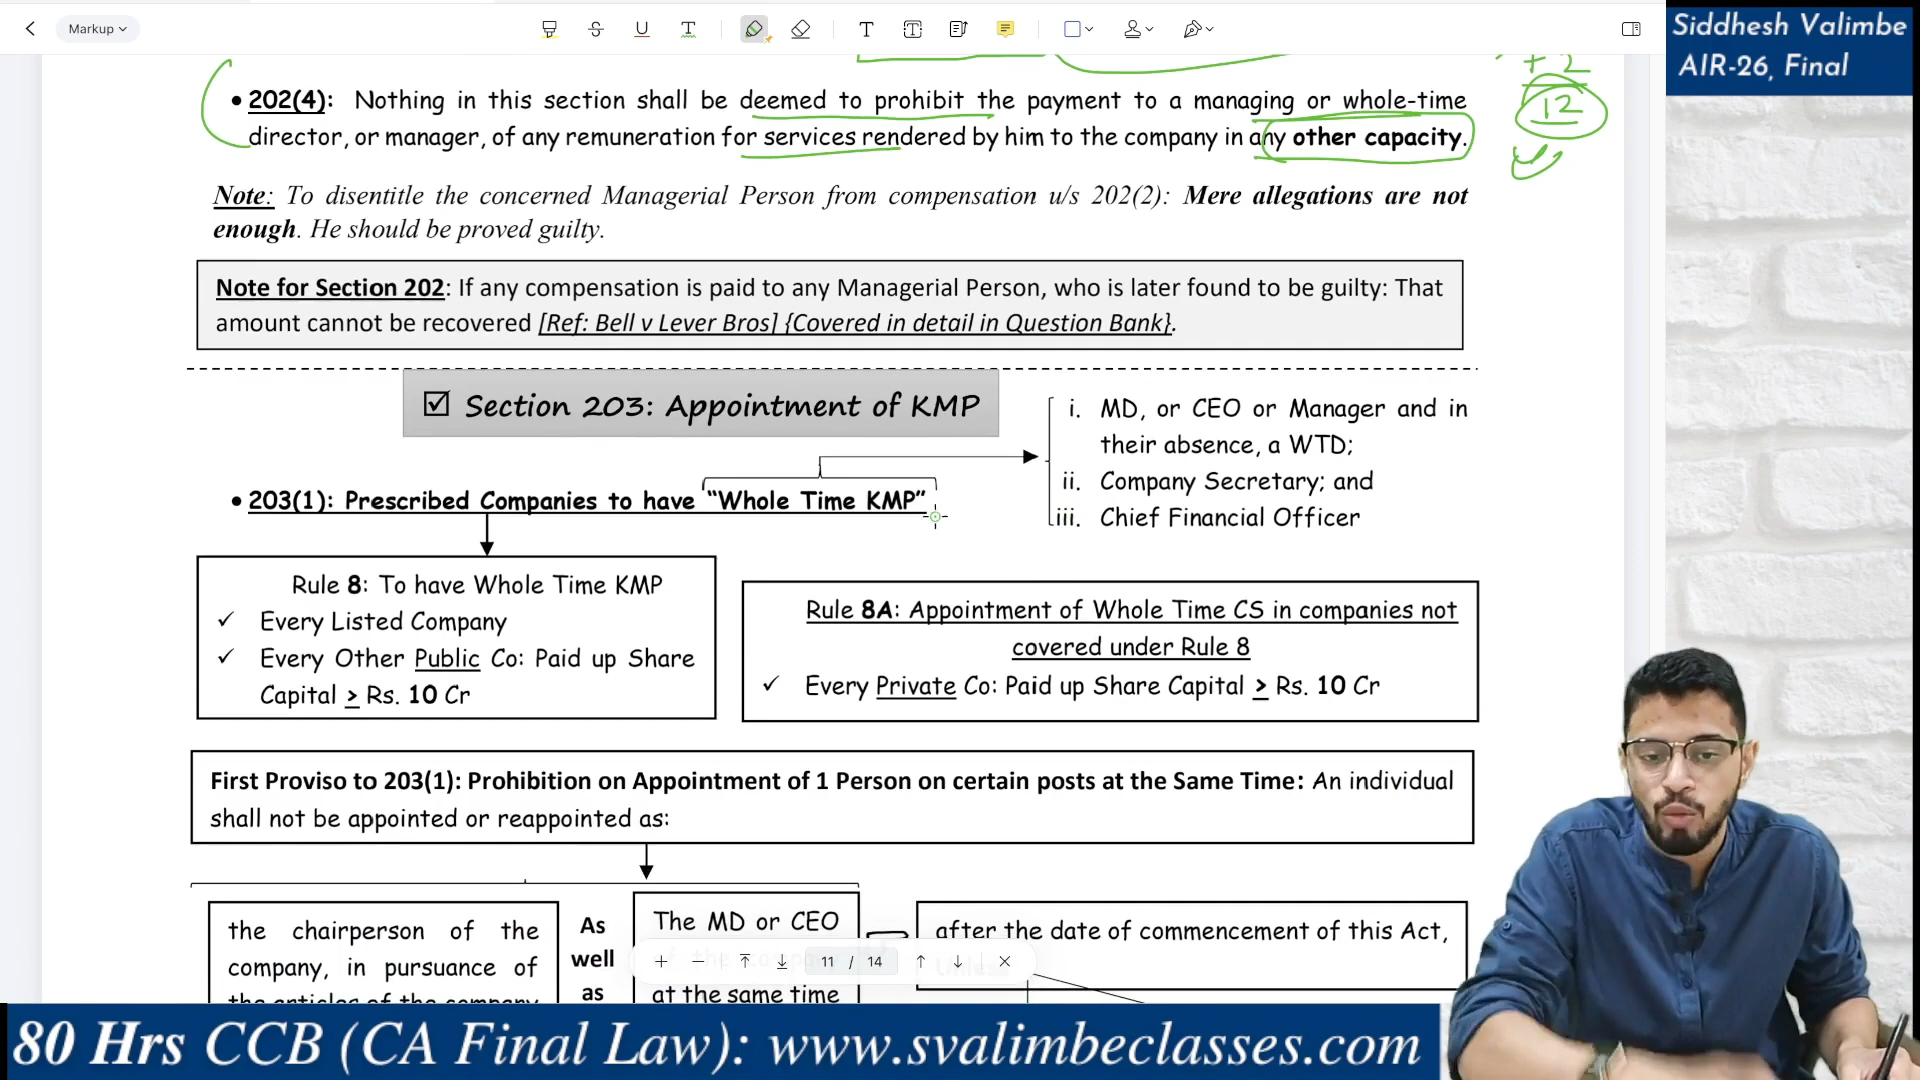 Markup
Siddhesh Valimbe
AIR-26, Final
+ 2
12
• 202(4): Nothing in this section shall be deemed to prohibit the payment to a managing or whole-time
director, or manager, of any remuneration for services rendered by him to the company in any other capacity.
Note: To disentitle the concerned Managerial Person from compensation u/s 202(2): Mere allegations are not
enough. He should be proved guilty.
Note for Section 202: If any compensation is paid to any Managerial Person, who is later found to be guilty: That
amount cannot be recovered [Ref: Bell v Lever Bros] {Covered in detail in Question Bank}.
☑ Section 203: Appointment of KMP
i. MD, or CEO or Manager and in
their absence, a WTD;
ii. Company Secretary; and
iii. Chief Financial Officer
• 203(1): Prescribed Companies to have “Whole Time KMP”
Rule 8: To have Whole Time KMP
✓ Every Listed Company
✓ Every Other Public Co: Paid up Share
Capital ≥ Rs. 10 Cr
Rule 8A: Appointment of Whole Time CS in companies not
covered under Rule 8
✓ Every Private Co: Paid up Share Capital ≥ Rs. 10 Cr
First Proviso to 203(1): Prohibition on Appointment of 1 Person on certain posts at the Same Time: An individual
shall not be appointed or reappointed as:
the chairperson of the
company, in pursuance of
the articles of the company
As
well
as
The MD or CEO
of the Company
at the same time
after the date of commencement of this Act,
Unless
11 / 14
80 Hrs CCB (CA Final Law): www.svalimbeclasses.com